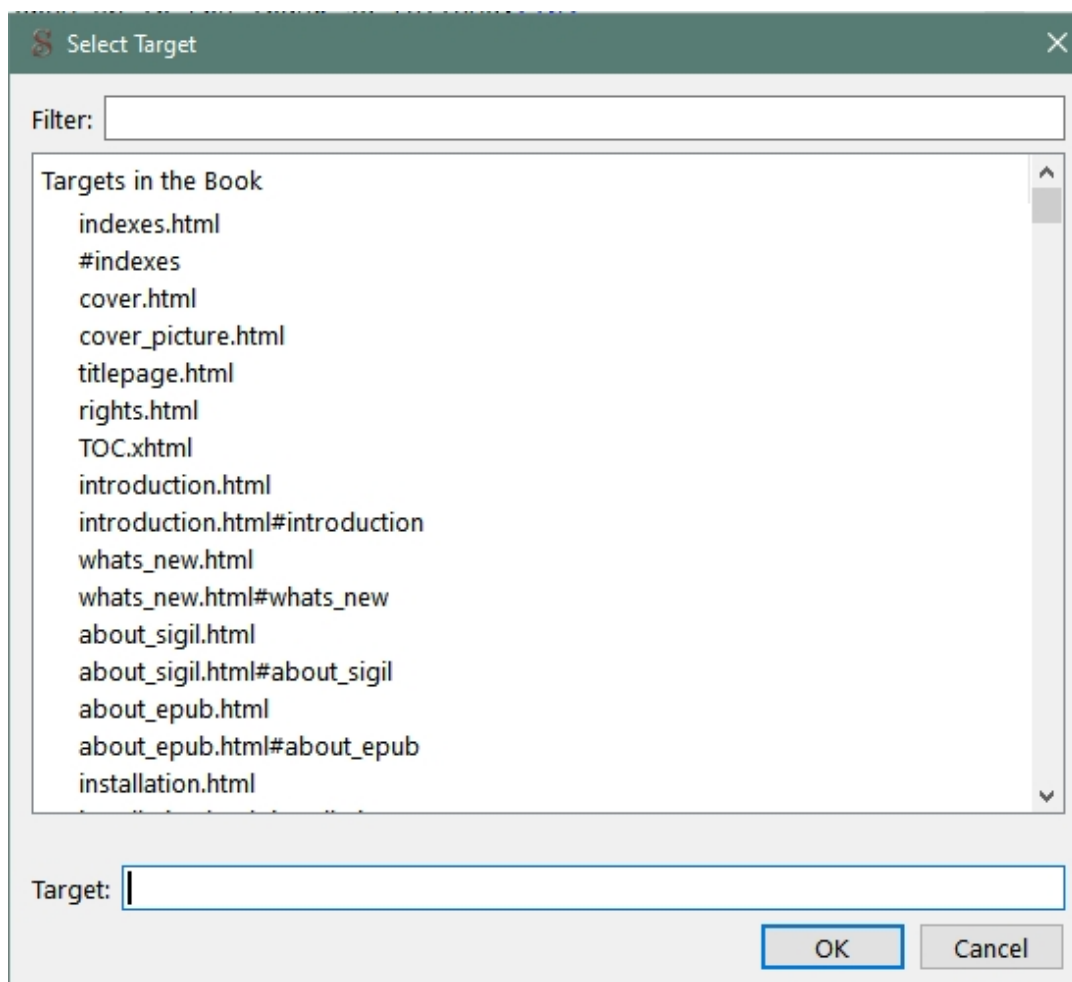 Select Target
Filter:
Targets in the Book
indexes.html
#indexes
cover.html
cover_picture.html
titlepage.html
rights.html
TOC.xhtml
introduction.html
introduction.html#introduction
whats_new.html
whats_new.html#whats_new
about_sigil.html
about_sigil.html#about_sigil
about_epub.html
about_epub.html#about_epub
installation.html
Target:
OK Cancel